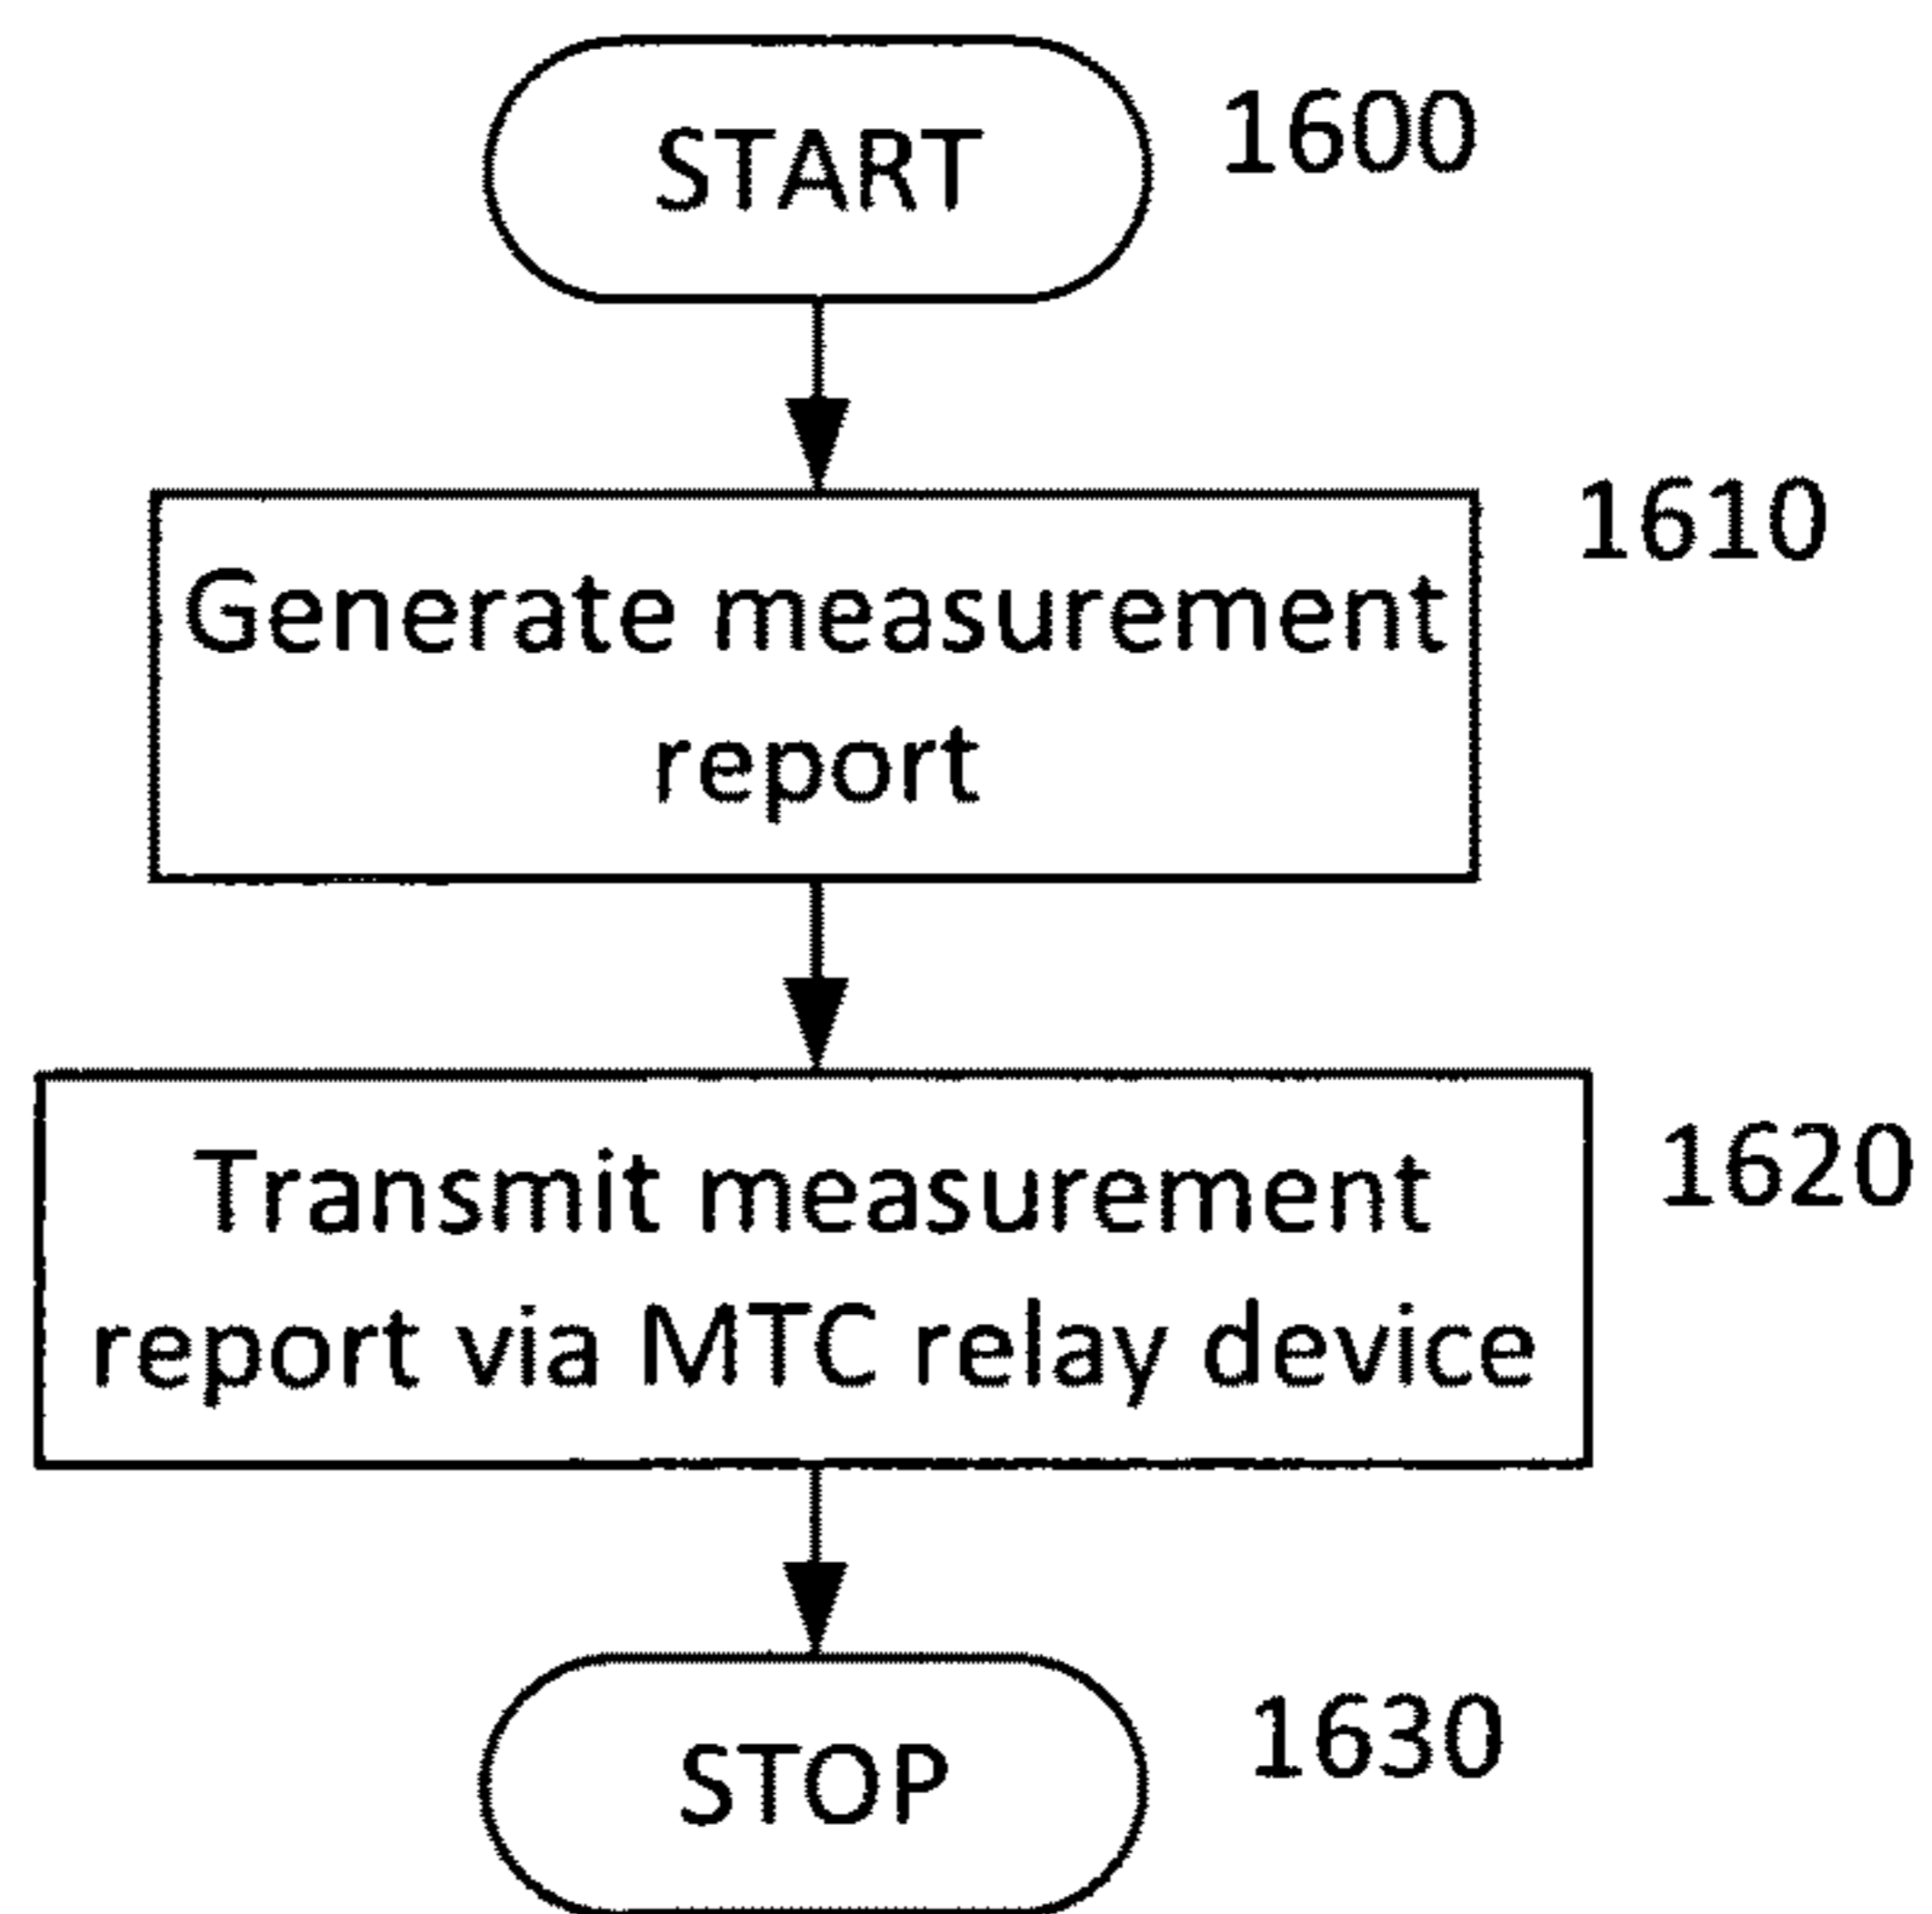 START
1600
1610
Generate measurement
report
1620
Transmit measurement
report via MTC relay device
1630
STOP